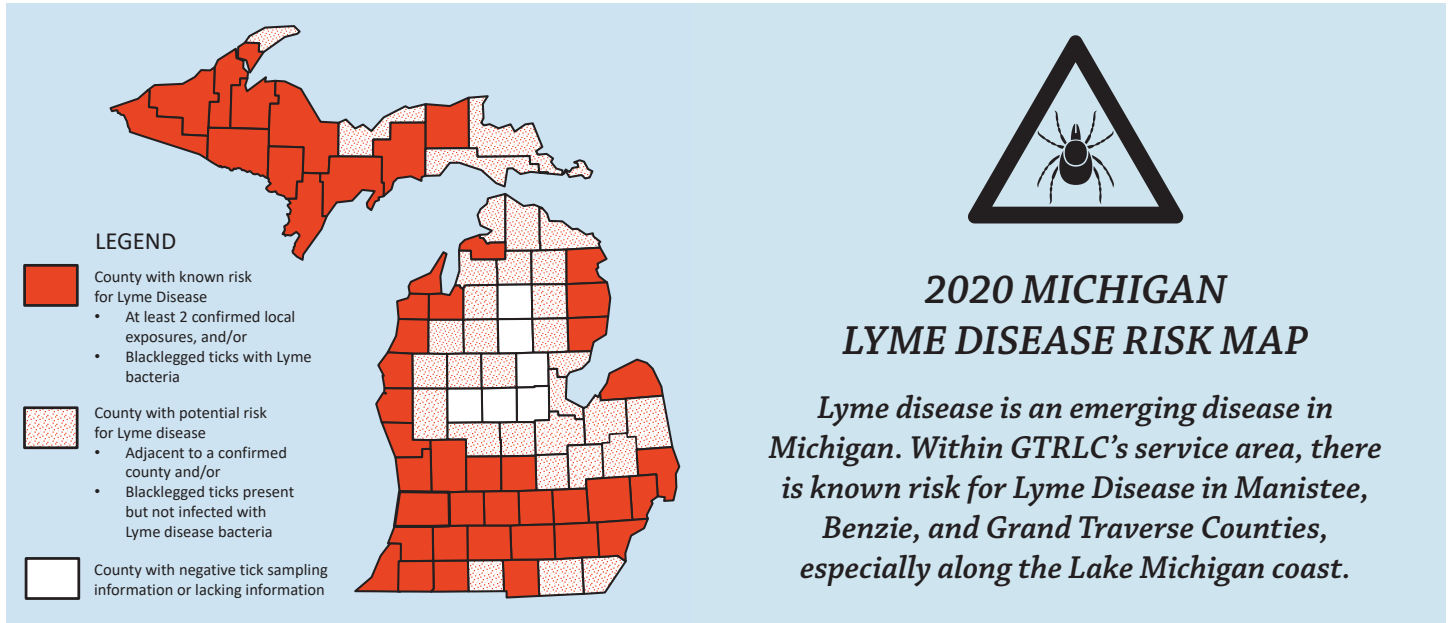 LEGEND
County with known risk
for Lyme Disease
• At least 2 confirmed local
exposures, and/or
• Blacklegged ticks with Lyme
bacteria
County with potential risk
for Lyme disease
• Adjacent to a confirmed
county and/or
• Blacklegged ticks present
but not infected with
Lyme disease bacteria
County with negative tick sampling
information or lacking information
2020 MICHIGAN
LYME DISEASE RISK MAP
Lyme disease is an emerging disease in
Michigan. Within GTRLC’s service area, there
is known risk for Lyme Disease in Manistee,
Benzie, and Grand Traverse Counties,
especially along the Lake Michigan coast.